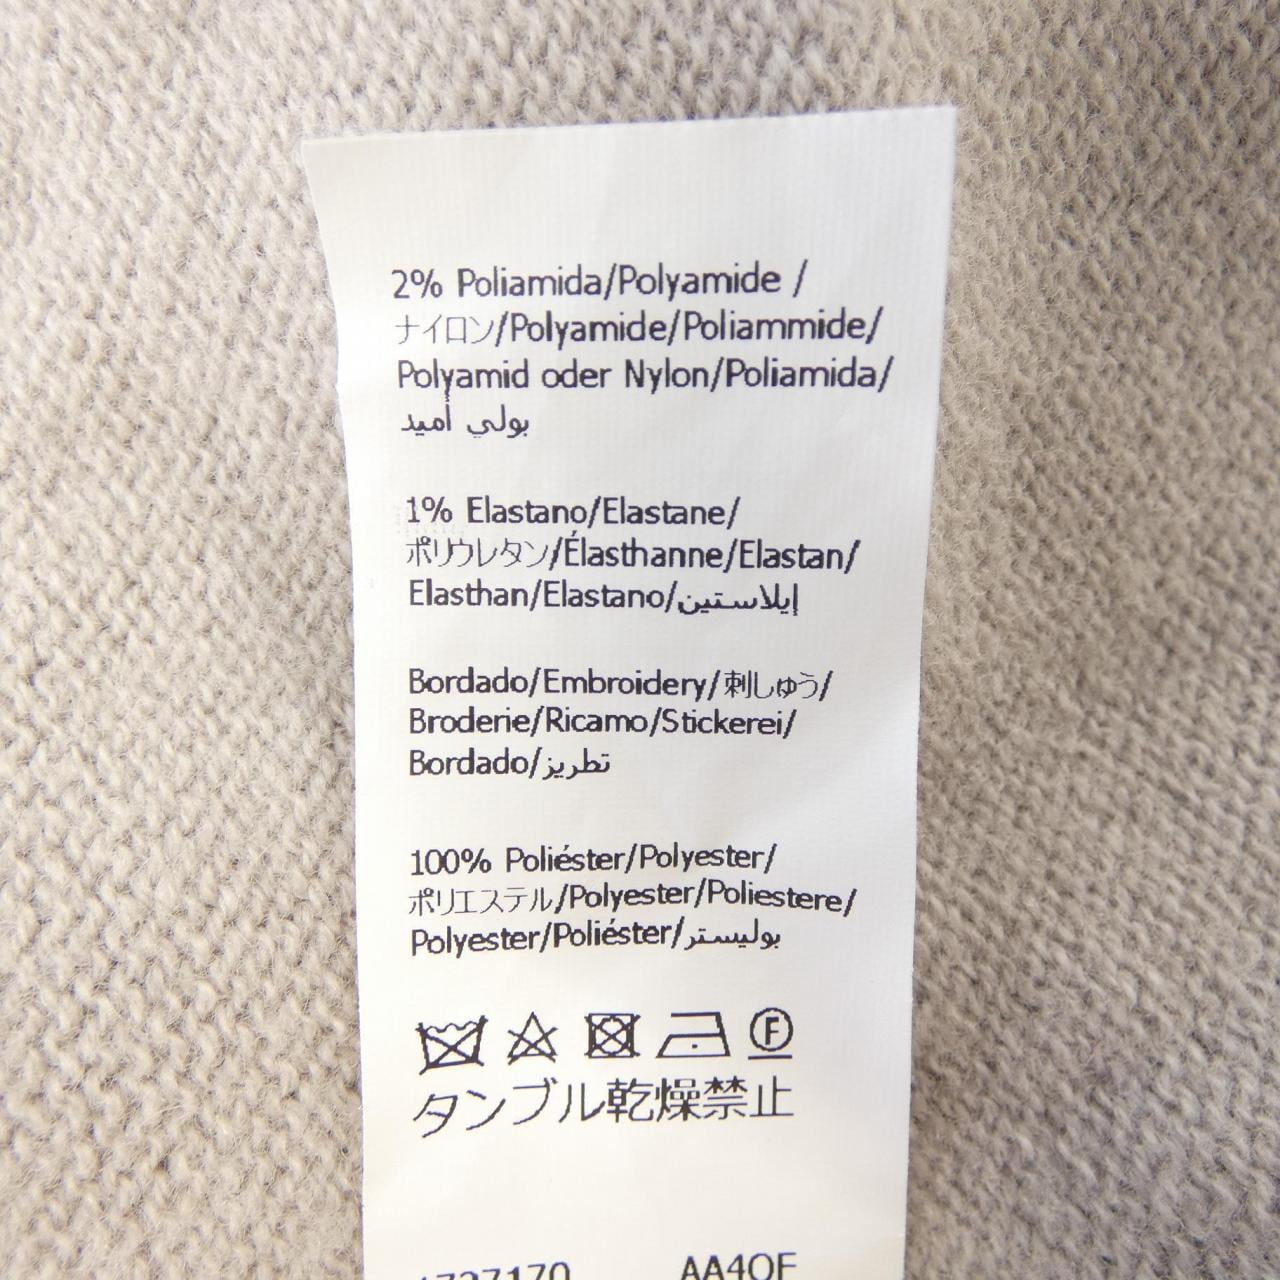 2% Poliamida/Polyamide /
ナイロン/Polyamide/Poliammide/
Polyamid oder Nylon/Poliamida/
بولي أميد
1% Elastano/Elastane/
ポリウレタン/Élasthanne/Elastan/
Elasthan/Elastano/إيلاستين
Bordado/Embroidery/刺しゅう/
Broderie/Ricamo/Stickerei/
Bordado/تطريز
100% Poliéster/Polyester/
ポリエステル/Polyester/Poliestere/
Polyester/Poliéster/بوليستر
F
タンブル乾燥禁止